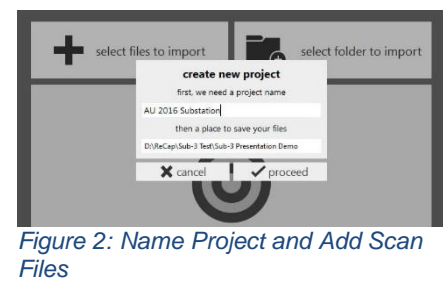 select files to import
select folder to import
create new project
first, we need a project name
AU 2016 Substation
then a place to save your files
D:\ReCap\Sub-3 Test\Sub-3 Presentation Demo
cancel
proceed
Figure 2: Name Project and Add Scan
Files